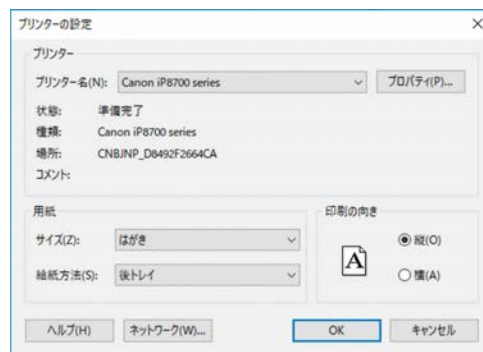 プリンターの設定
プリンター
プリンター名(N): Canon iP8700 series プロパティ(P)...
状態: 準備完了
種類: Canon iP8700 series
場所: CNBJNP_D8492F2664CA
コメント:
用紙 印刷の向き
サイズ(Z): はがき 縦(O)
給紙方法(S): 後トレイ A 横(A)
ヘルプ(H) ネットワーク(W)... OK キャンセル